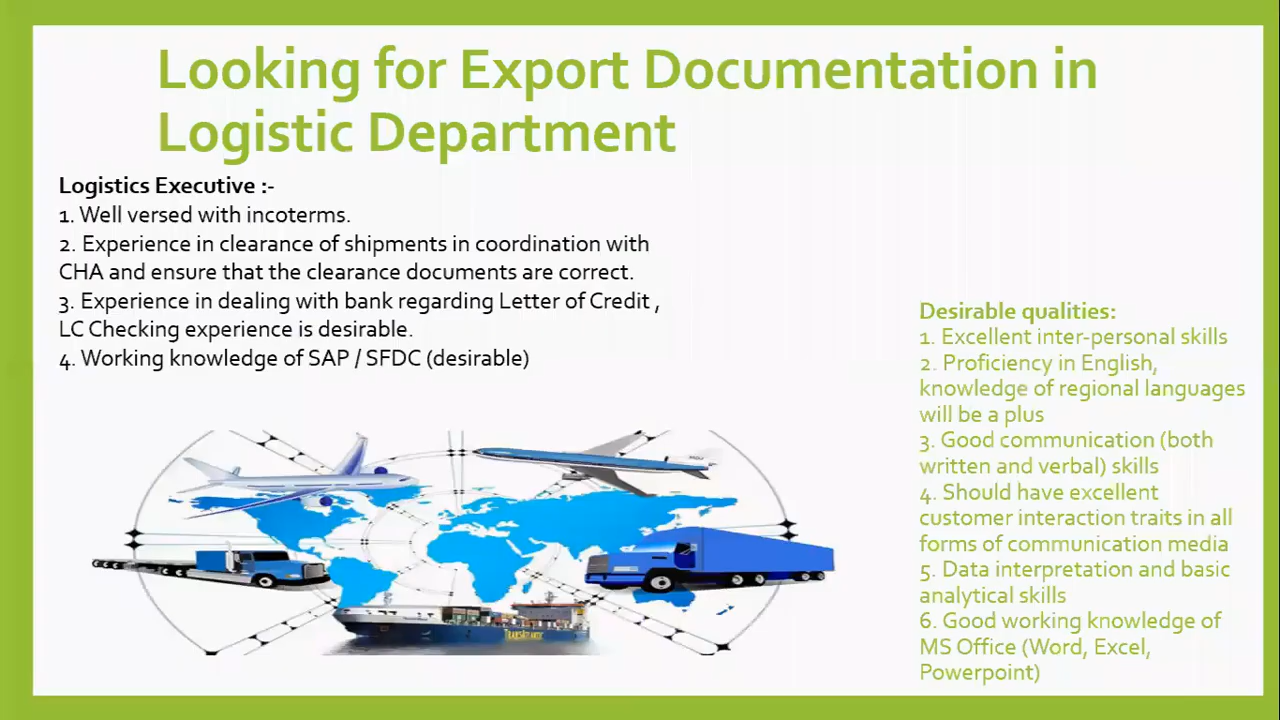 Looking for Export Documentation in
Logistic Department
Logistics Executive :-
1. Well versed with incoterms.
2. Experience in clearance of shipments in coordination with
CHA and ensure that the clearance documents are correct.
3. Experience in dealing with bank regarding Letter of Credit ,
LC Checking experience is desirable.
4. Working knowledge of SAP / SFDC (desirable)
Desirable qualities:
1. Excellent inter-personal skills
2. Proficiency in English,
knowledge of regional languages
will be a plus
3. Good communication (both
written and verbal) skills
4. Should have excellent
customer interaction traits in all
forms of communication media
5. Data interpretation and basic
analytical skills
6. Good working knowledge of
MS Office (Word, Excel,
Powerpoint)
TRANSATLANTIC